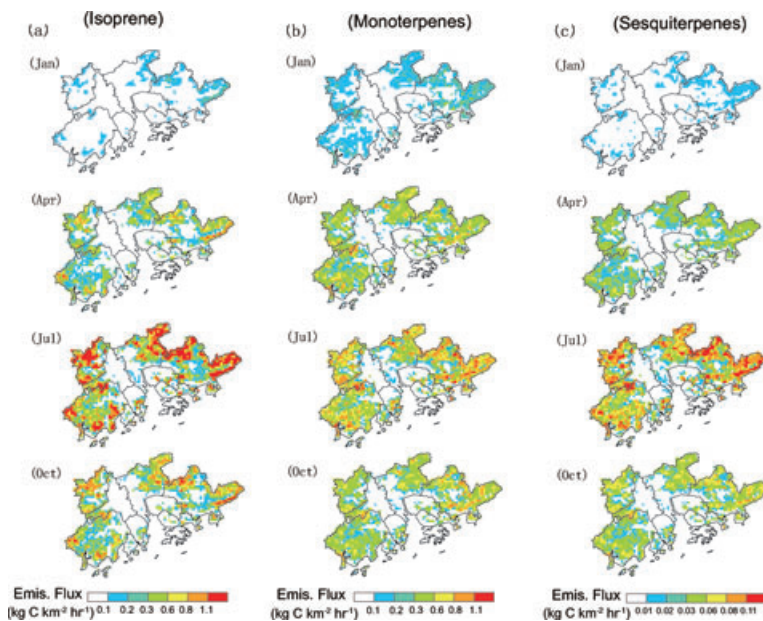 (a) (Isoprene) (b) (Monoterpenes) (c) (Sesquiterpenes)
(Jan) (Jan) (Jan)
(Apr) (Apr) (Apr)
(Jul) (Jul) (Jul)
(Oct) (Oct) (Oct)
Emis. Flux Emis. Flux Emis. Flux
(kg C km⁻² hr⁻¹) 0.1 0.2 0.3 0.6 0.8 1.1 (kg C km⁻² hr⁻¹) 0.1 0.2 0.3 0.6 0.8 1.1 (kg C km⁻² hr⁻¹) 0.01 0.02 0.03 0.06 0.08 0.11